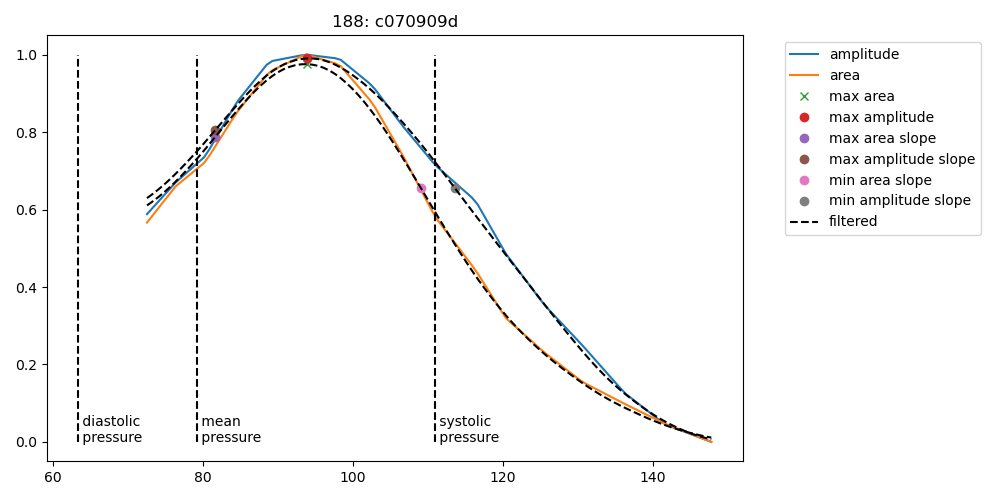 188: c070909d
1.0
0.8
0.6
0.4
0.2
0.0
60
80
100
120
140
diastolic
pressure
mean
pressure
systolic
pressure
amplitude
area
max area
max amplitude
max area slope
max amplitude slope
min area slope
min amplitude slope
filtered